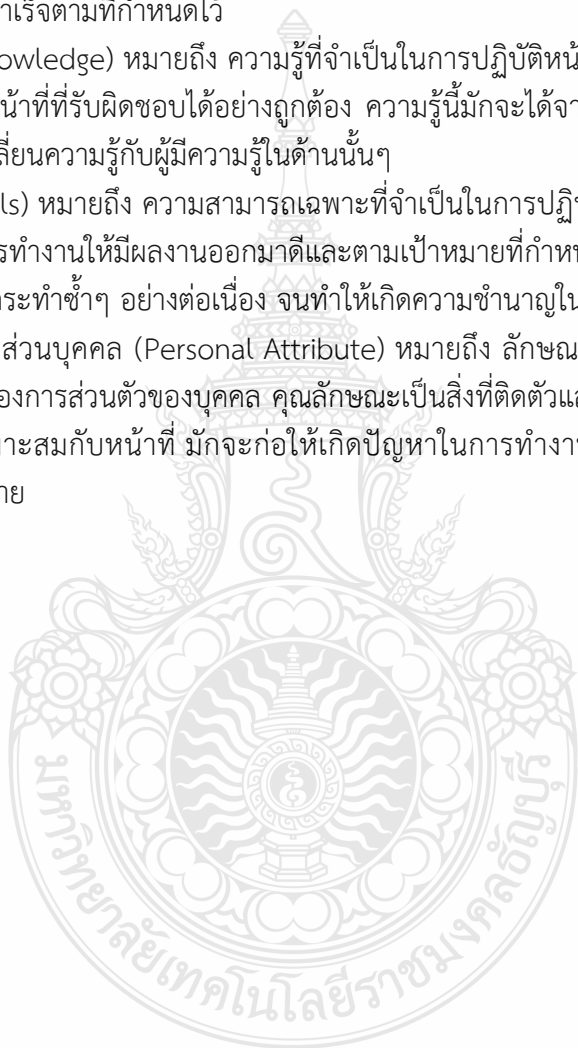 าเร็จตามที่กำหนดไว้
owledge) หมายถึง ความรู้ที่จำเป็นในการปฏิบัติหน้
น้าที่ที่รับผิดชอบได้อย่างถูกต้อง ความรู้นี้มักจะได้จา
ลี่ยนความรู้กับผู้มีความรู้ในด้านนั้นๆ
ls) หมายถึง ความสามารถเฉพาะที่จำเป็นในการปฏิบ
ารทำงานให้มีผลงานออกมาดีและตามเป้าหมายที่กำหน
กระทำซ้ำๆ อย่างต่อเนื่อง จนทำให้เกิดความชำนาญใน
ส่วนบุคคล (Personal Attribute) หมายถึง ลักษณ
องการส่วนตัวของบุคคล คุณลักษณะเป็นสิ่งที่ติดตัวแล
มาะสมกับหน้าที่ มักจะก่อให้เกิดปัญหาในการทำงาน
าย
มหาวิทยาลัยเทคโนโลยีราชมงคลธัญบุรี